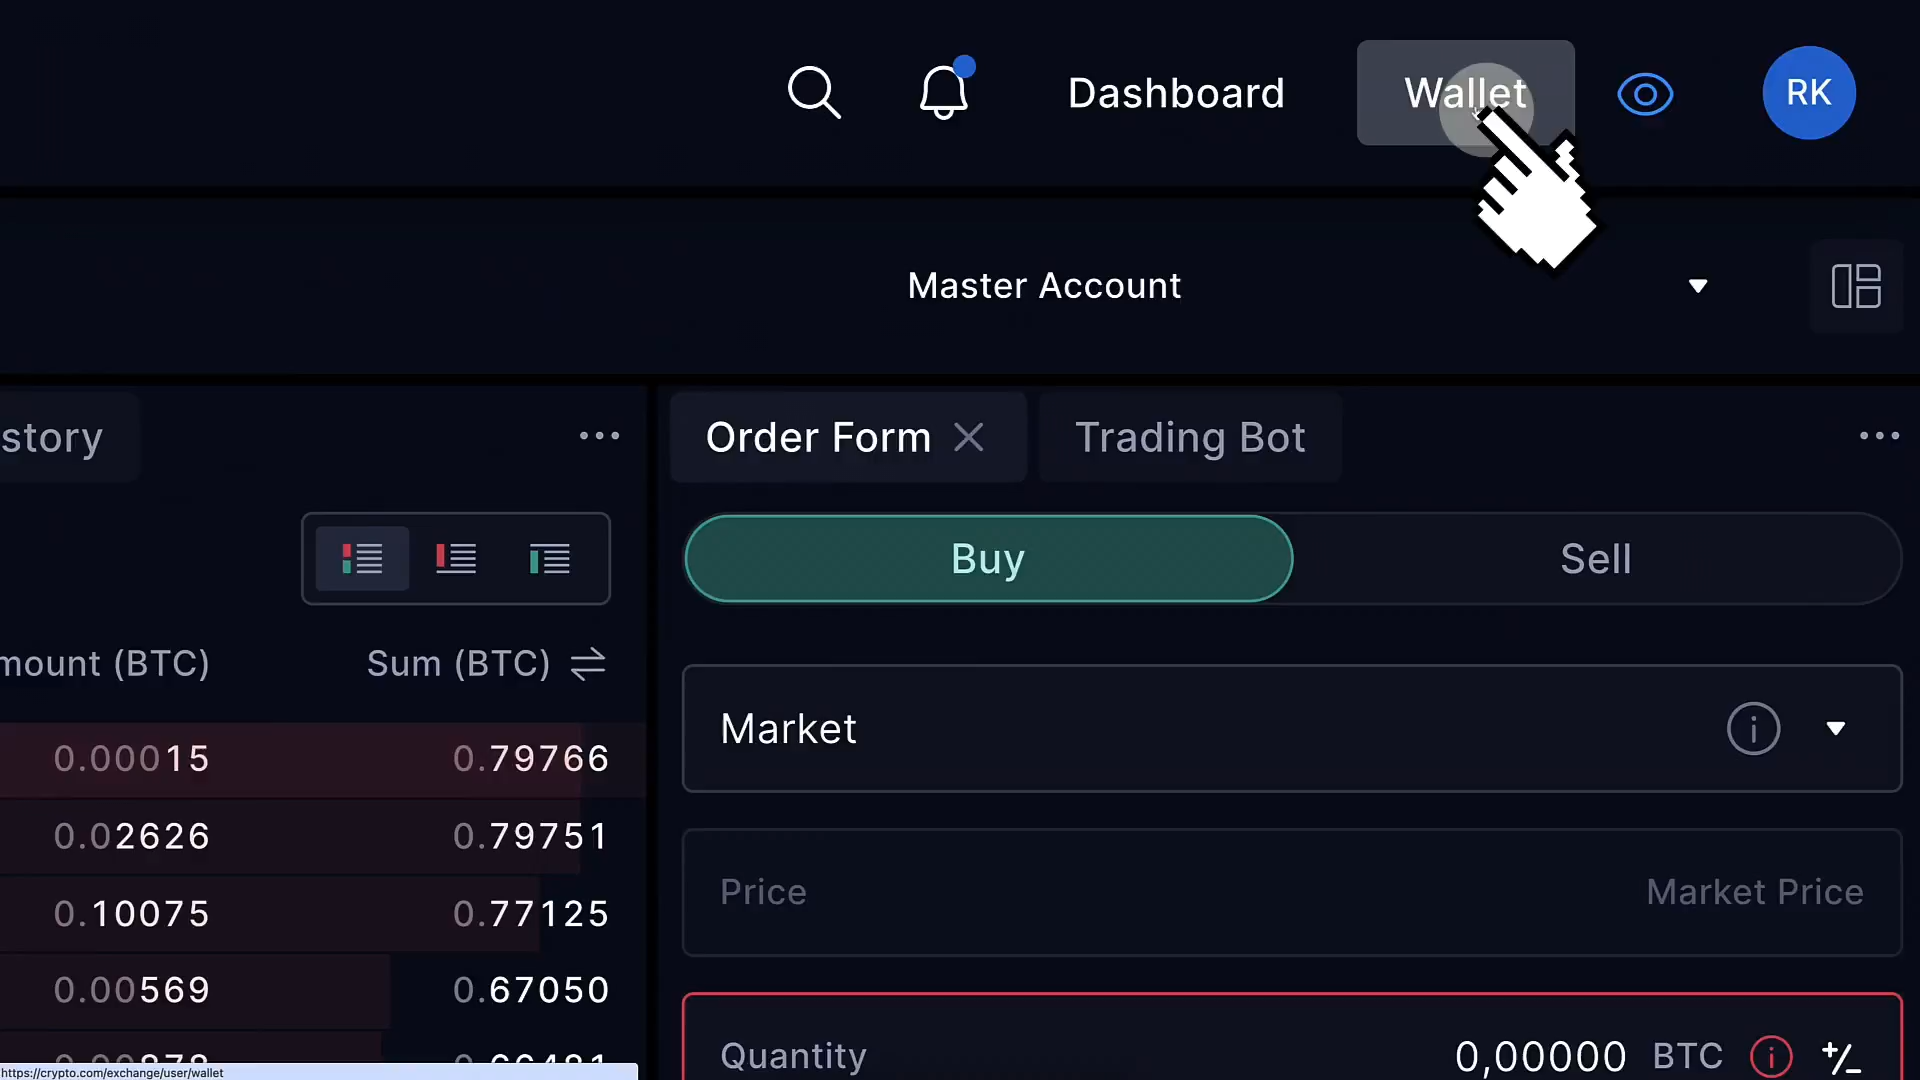 Dashboard Wallet RK
Master Account
story
Order Form Trading Bot
Buy Sell
mount (BTC) Sum (BTC)
Market
0.00015 0.79766
0.02626 0.79751
0.10075 0.77125
0.00569 0.67050
Price Market Price
Quantity 0,00000 BTC
https://crypto.com/exchange/user/wallet